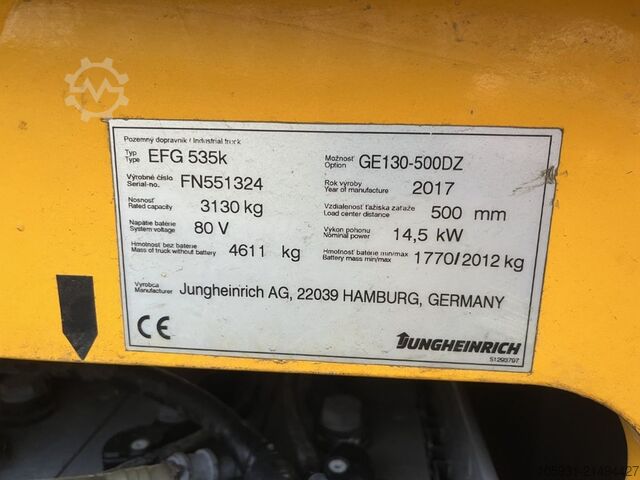 Pozemný dopravník / Industrial truck
Typ
Type EFG 535k
Možnosť
Option GE130-500DZ
Výrobné číslo
Serial-no. FN551324
Rok výroby
Year of manufacture 2017
Nosnosť
Rated capacity 3130 kg
Vzdialenosť ťažiska záťaže
Load center distance 500 mm
Napätie batérie
System voltage 80 V
Výkon pohonu
Nominal power 14,5 kW
Hmotnosť bez batérie
Mass of truck without battery 4611 kg
Hmotnosť batérie min/max
Battery mass min/max 1770/2012 kg
Výrobca
Manufacturer Jungheinrich AG, 22039 HAMBURG, GERMANY
CE
JUNGHEINRICH
51293797
205931-21494427